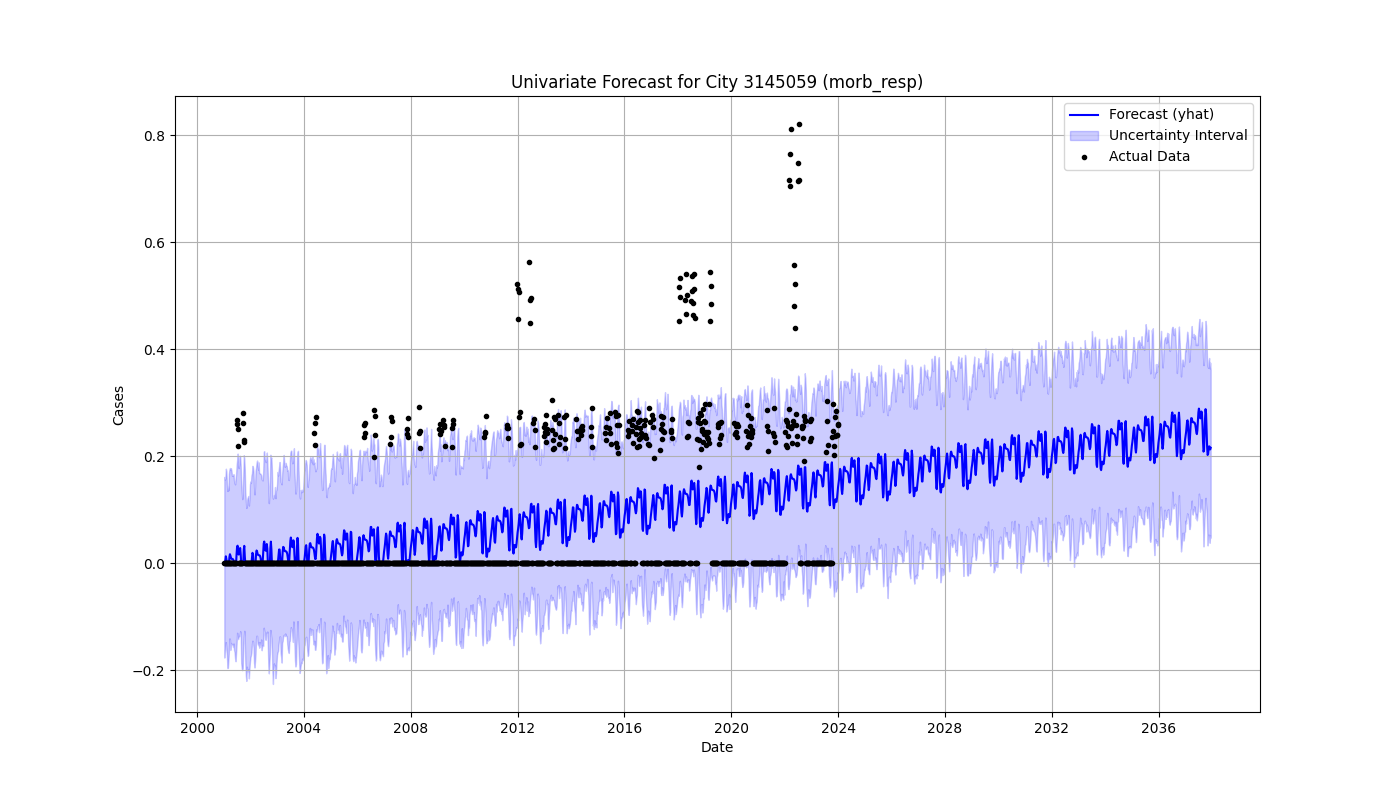 Univariate Forecast for City 3145059 (morb_resp)
Forecast (yhat)
Uncertainty Interval
Actual Data
Cases
0.8
0.6
0.4
0.2
0.0
−0.2
2000 2004 2008 2012 2016 2020 2024 2028 2032 2036
Date